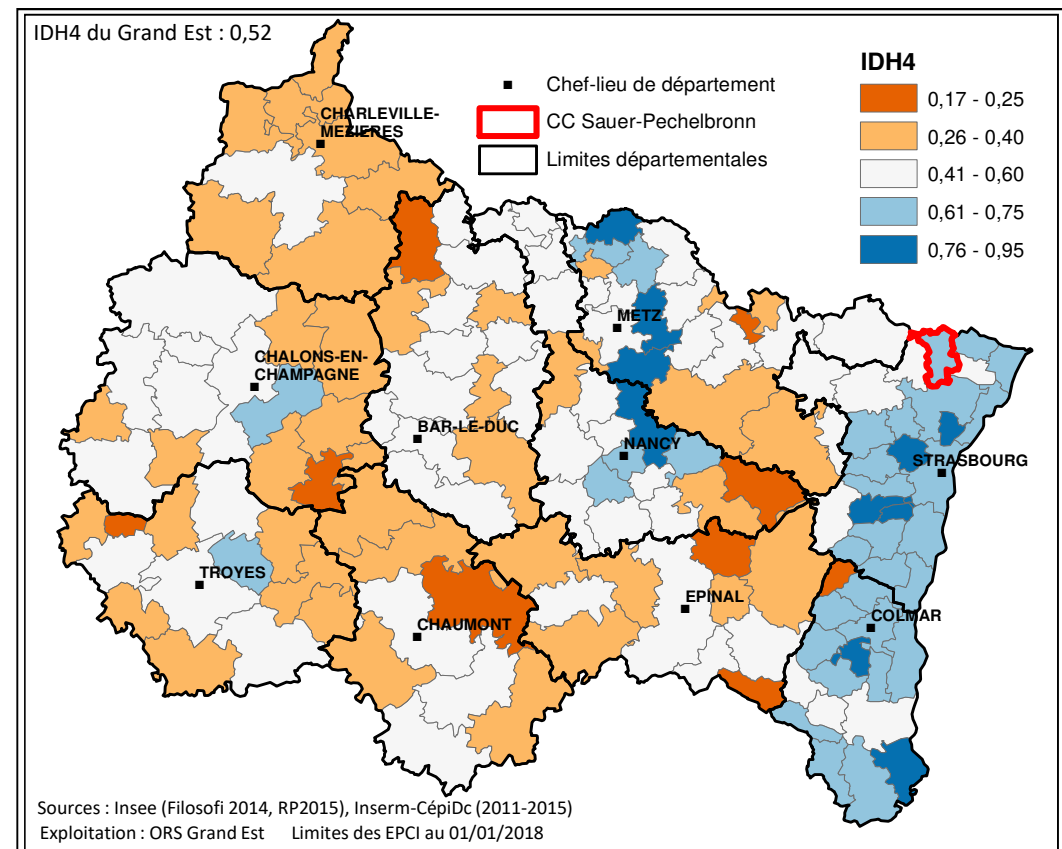 IDH4 du Grand Est : 0,52
IDH4
Chef-lieu de département
CC Sauer-Pechelbronn
Limites départementales
0,17 - 0,25
0,26 - 0,40
0,41 - 0,60
0,61 - 0,75
0,76 - 0,95
CHARLEVILLE-
MEZIERES
METZ
CHALONS-EN-
CHAMPAGNE
BAR-LE-DUC
NANCY
STRASBOURG
TROYES
EPINAL
CHAUMONT
COLMAR
Sources : Insee (Filosofi 2014, RP2015), Inserm-CépiDc (2011-2015)
Exploitation : ORS Grand Est Limites des EPCI au 01/01/2018